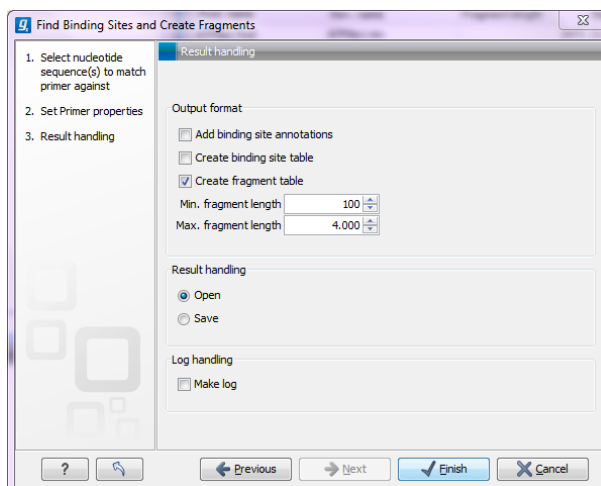 Find Binding Sites and Create Fragments
1. Select nucleotide
sequence(s) to match
primer against
2. Set Primer properties
3. Result handling
Result handling
Output format
Add binding site annotations
Create binding site table
Create fragment table
Min. fragment length 100
Max. fragment length 4.000
Result handling
Open
Save
Log handling
Make log
? Previous Next Finish Cancel